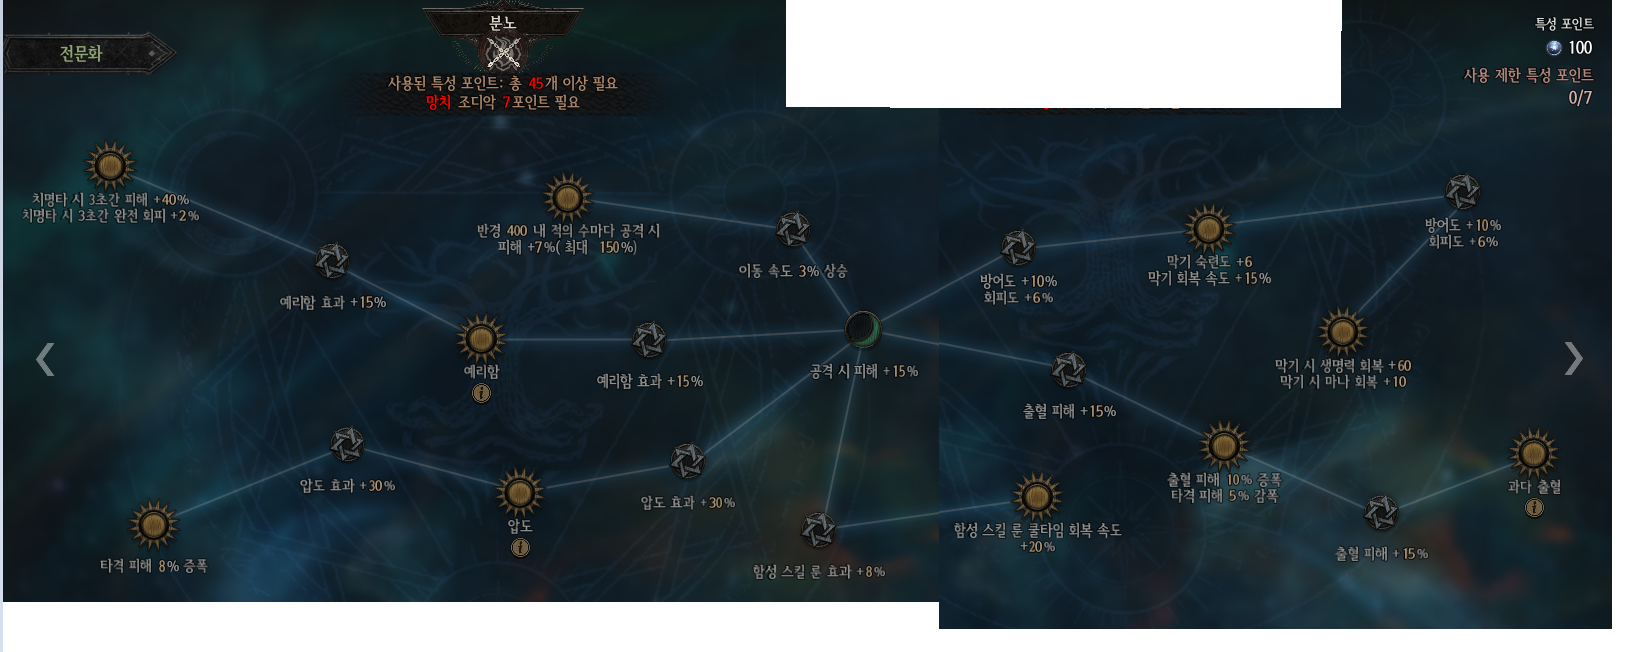 분노
전문화
사용된 특성 포인트: 총 45개 이상 필요
망치 조디악 7포인트 필요
특성 포인트
100
사용 제한 특성 포인트
0/7
치명타 시 3초간 피해 +40%
치명타 시 3초간 완전 회피 +2%
반경 400 내 적의 수마다 공격 시
피해 +7%( 최대 150%)
이동 속도 3% 상승
예리함 효과 +15%
예리함
i
예리함 효과 +15%
공격 시 피해 +15%
압도 효과 +30%
압도
i
압도 효과 +30%
타격 피해 8% 증폭
함성 스킬 룬 효과 +8%
방어도 +10%
회피도 +6%
막기 숙련도 +6
막기 회복 속도 +15%
방어도 +10%
회피도 +6%
막기 시 생명력 회복 +60
막기 시 마나 회복 +10
출혈 피해 +15%
출혈 피해 10% 증폭
타격 피해 5% 감폭
함성 스킬 룬 쿨타임 회복 속도
+20%
출혈 피해 +15%
과다 출혈
i